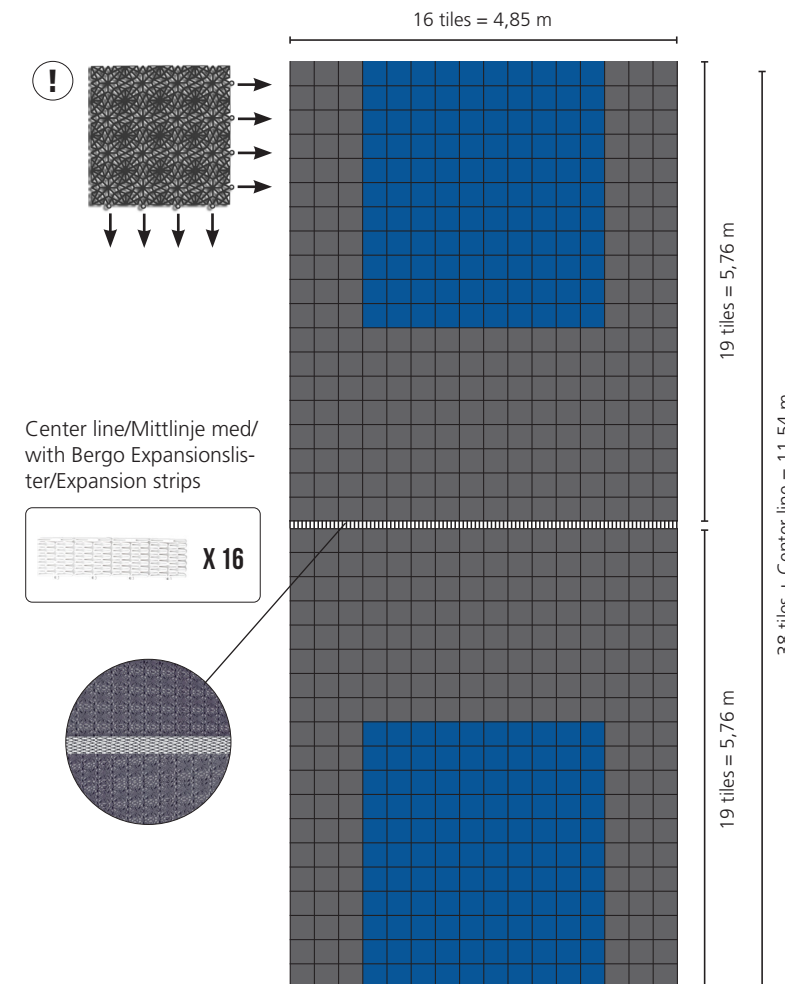 16 tiles = 4,85 m
!
19 tiles = 5,76 m
38 tiles + Center line = 11,54 m
Center line/Mittlinje med/
with Bergo Expansionslis-
ter/Expansion strips
X 16
19 tiles = 5,76 m